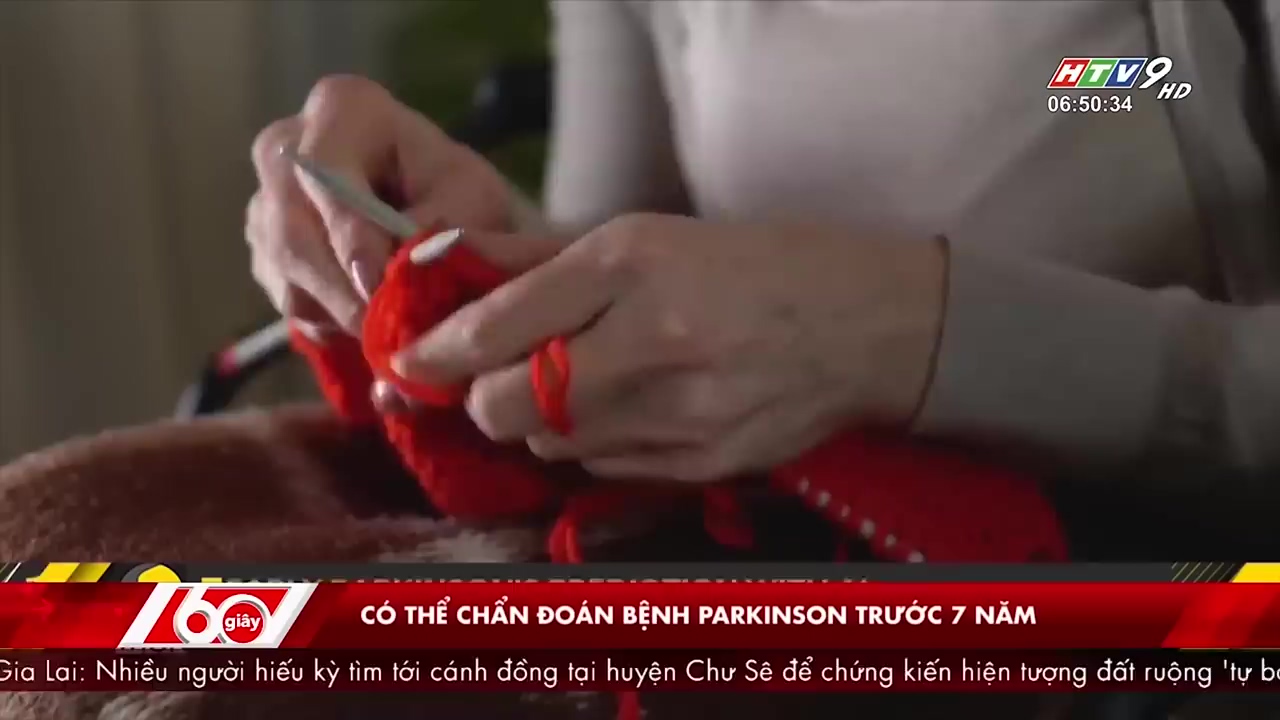 HTV9 HD
06:50:34
60 giây
CÓ THỂ CHẨN ĐOÁN BỆNH PARKINSON TRƯỚC 7 NĂM
Gia Lai: Nhiều người hiếu kỳ tìm tới cánh đồng tại huyện Chư Sê để chứng kiến hiện tượng đất ruộng 'tự